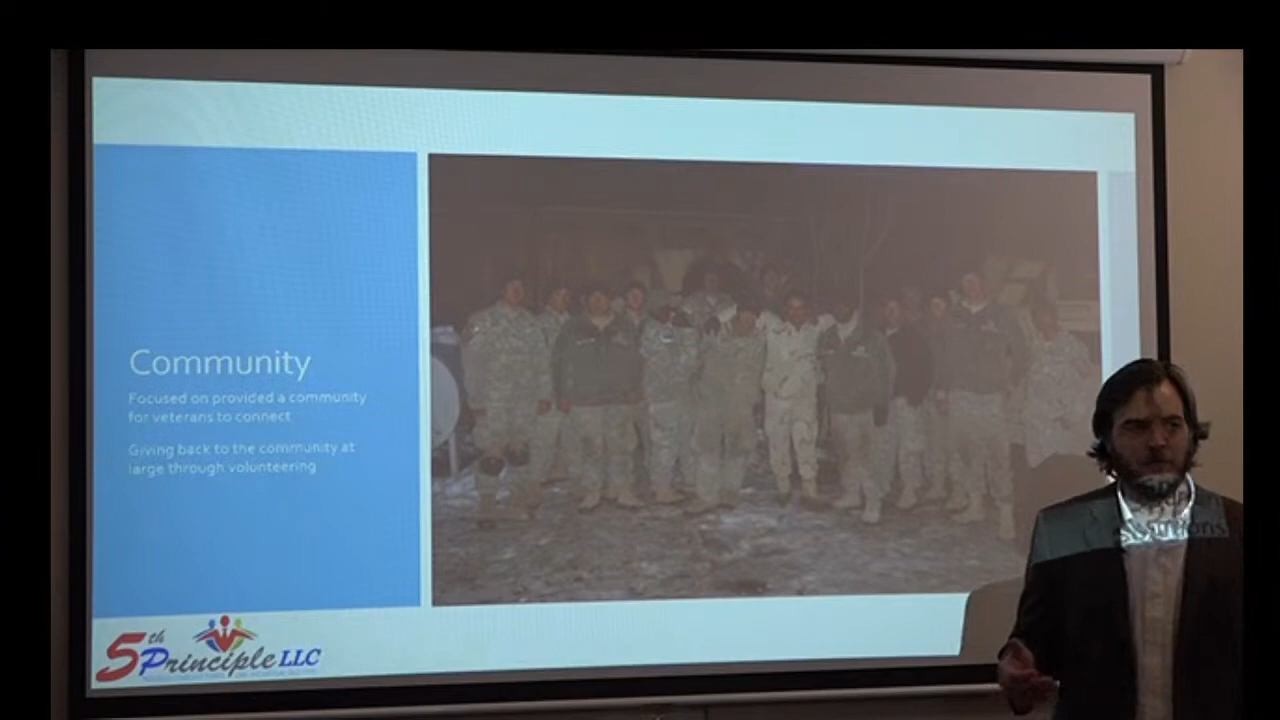 Community
Focused on provided a community
for veterans to connect
Giving back to the community at
large through volunteering
5th Principle LLC